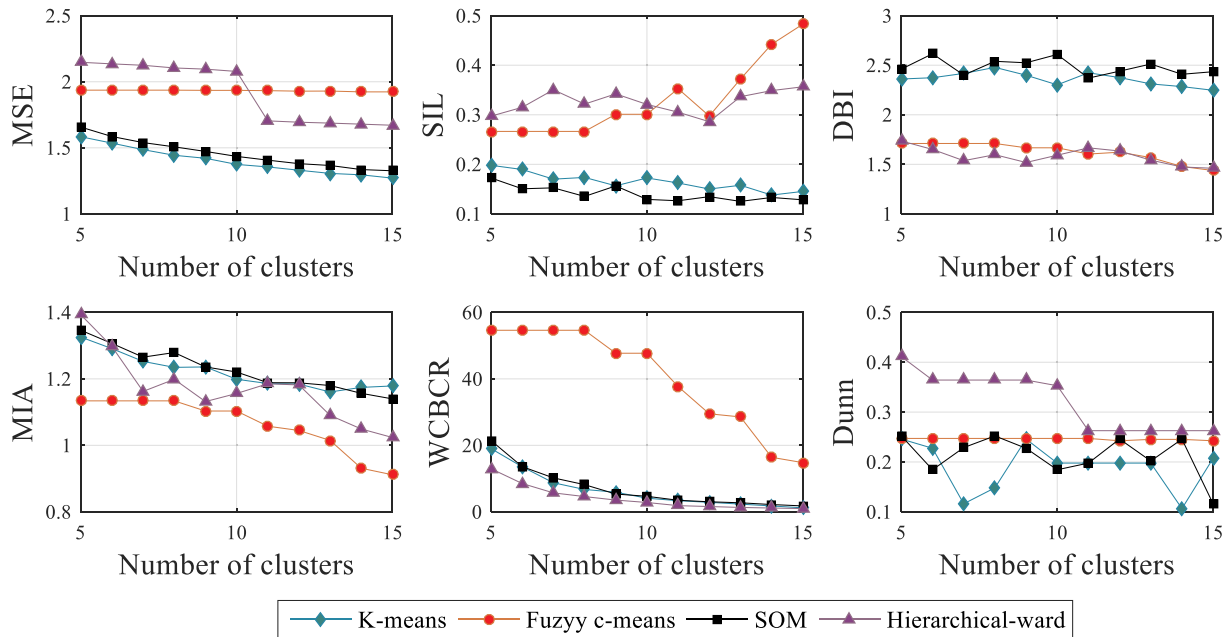 MSE
2.5
2
1.5
1
5
10
15
Number of clusters
SIL
0.5
0.4
0.3
0.2
0.1
5
10
15
Number of clusters
DBI
3
2.5
2
1.5
1
5
10
15
Number of clusters
MIA
1.4
1.2
1
0.8
5
10
15
Number of clusters
WCBCR
60
40
20
0
5
10
15
Number of clusters
Dunn
0.5
0.4
0.3
0.2
0.1
5
10
15
Number of clusters
K-means
Fuzyy c-means
SOM
Hierarchical-ward